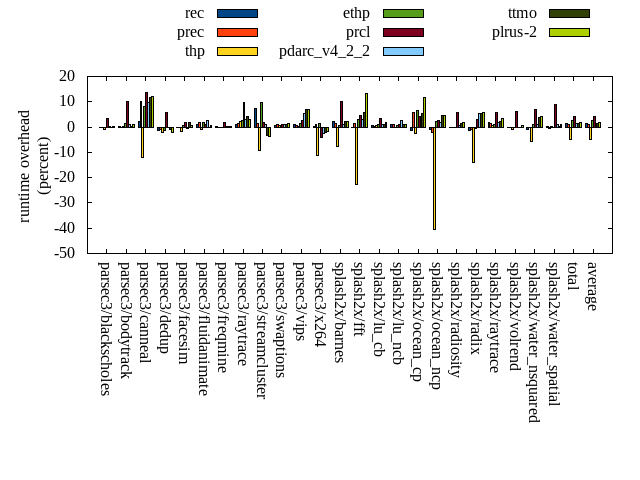 rec
prec
thp
ethp
prcl
pdarc_v4_2_2
ttmo
plrus-2
runtime overhead
(percent)
20
10
0
-10
-20
-30
-40
-50
parsec3/blackscholes
parsec3/bodytrack
parsec3/canneal
parsec3/dedup
parsec3/facesim
parsec3/fluidanimate
parsec3/freqmine
parsec3/raytrace
parsec3/streamcluster
parsec3/swaptions
parsec3/vips
parsec3/x264
splash2x/barnes
splash2x/fft
splash2x/lu_cb
splash2x/lu_ncb
splash2x/ocean_cp
splash2x/ocean_ncp
splash2x/radiosity
splash2x/radix
splash2x/raytrace
splash2x/volrend
splash2x/water_nsquared
splash2x/water_spatial
total
average